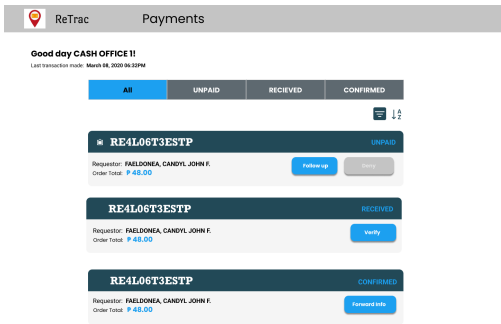 ReTrac
Payments
Good day CASH OFFICE 1!
Last transaction mode: March 08, 2020 06:32PM
All UNPAID RECIEVED CONFIRMED
A
Z
RE4L06T3ESTP UNPAID
Requestor: FAELDONEA, CANDYL JOHN F.
Order Total: ₱ 48.00
Follow up Deny
RE4L06T3ESTP RECEIVED
Requestor: FAELDONEA, CANDYL JOHN F.
Order Total: ₱ 48.00
Verify
RE4L06T3ESTP CONFIRMED
Requestor: FAELDONEA, CANDYL JOHN F.
Order Total: ₱ 48.00
Forward Info